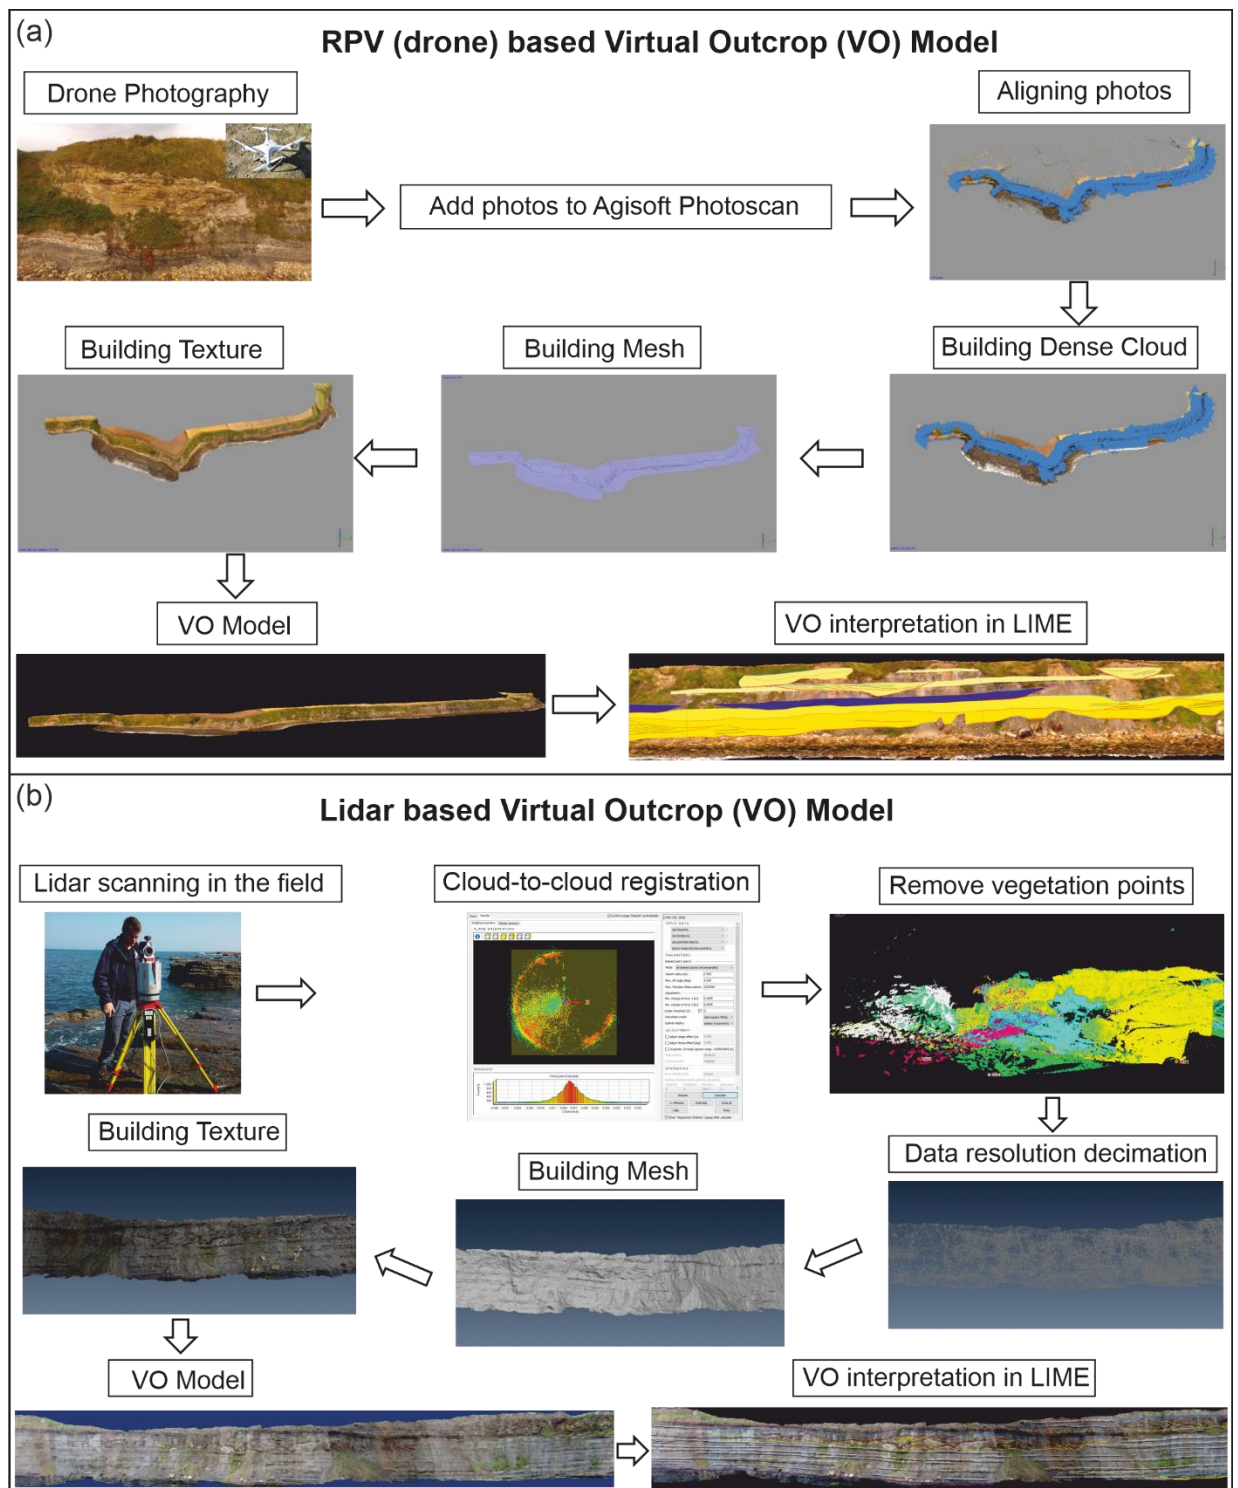 (a)
RPV (drone) based Virtual Outcrop (VO) Model
Drone Photography
Aligning photos
Add photos to Agisoft Photoscan
Building Texture
Building Mesh
Building Dense Cloud
VO Model
VO interpretation in LIME
(b)
Lidar based Virtual Outcrop (VO) Model
Lidar scanning in the field
Cloud-to-cloud registration
Remove vegetation points
Building Texture
Building Mesh
Data resolution decimation
VO Model
VO interpretation in LIME